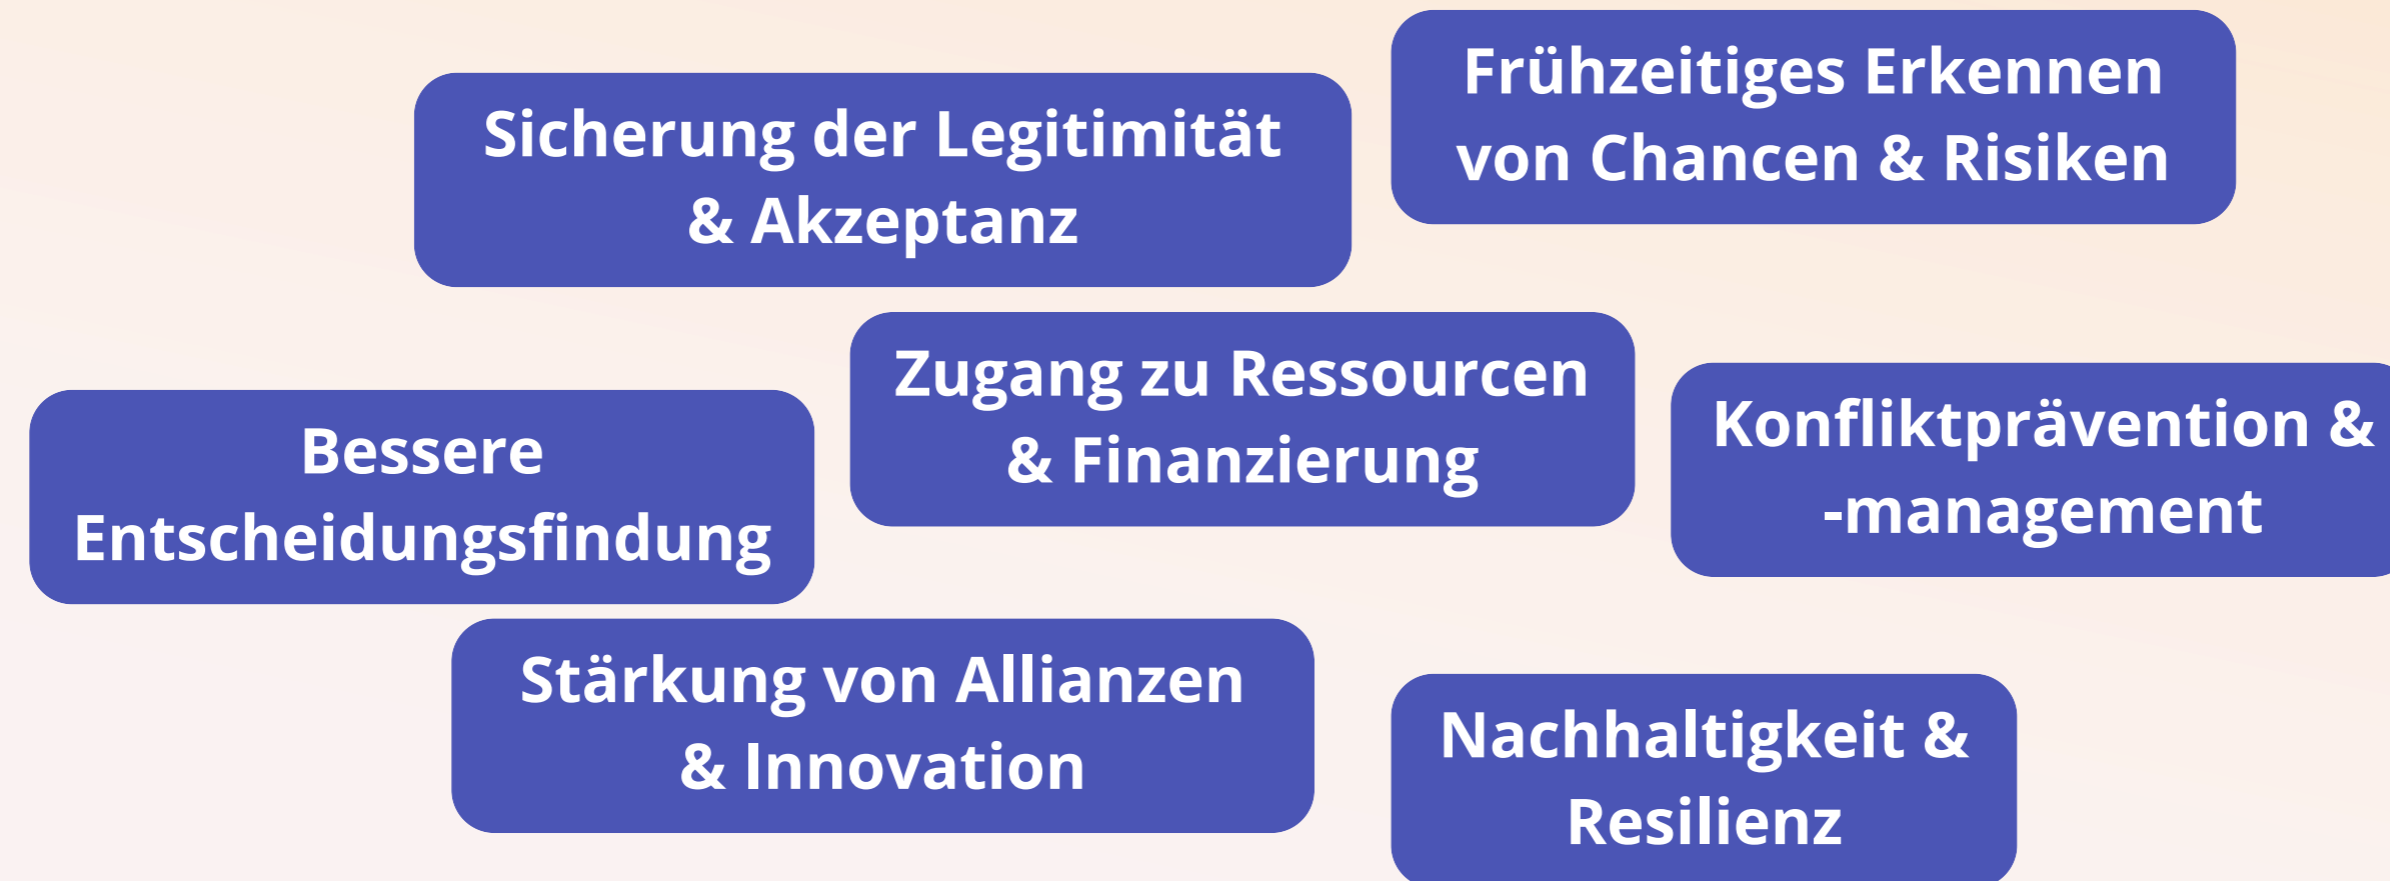 Frühzeitiges Erkennen
von Chancen & Risiken
Sicherung der Legitimität
& Akzeptanz
Zugang zu Ressourcen
& Finanzierung
Konfliktprävention &
-management
Bessere
Entscheidungsfindung
Stärkung von Allianzen
& Innovation
Nachhaltigkeit &
Resilienz